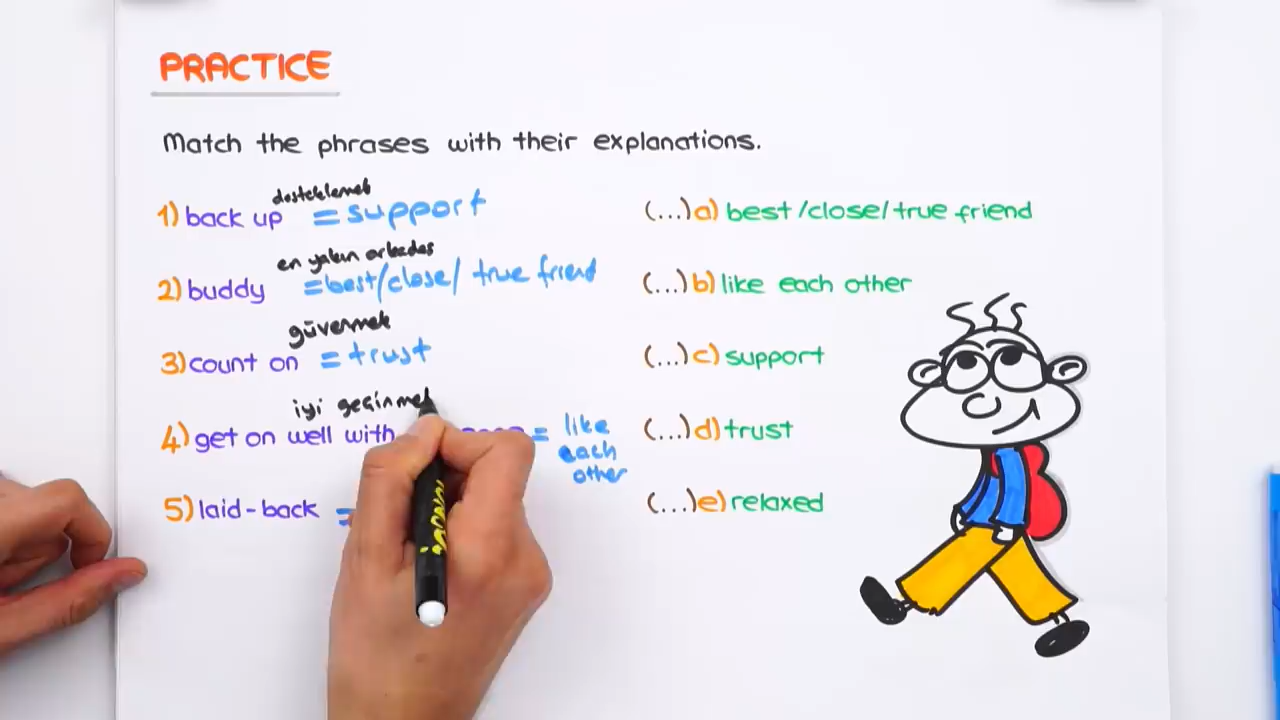 PRACTICE
Match the phrases with their explanations.
desteklemek
1) back up = support
(...) a) best /close/ true friend
en yakın arkadaş
2) buddy = best/close/ true friend
(...) b) like each other
güvenmek
3) count on = trust
(...) c) support
iyi geçinmek
4) get on well with = like
each
other
(...) d) trust
5) laid-back =
(...) e) relaxed